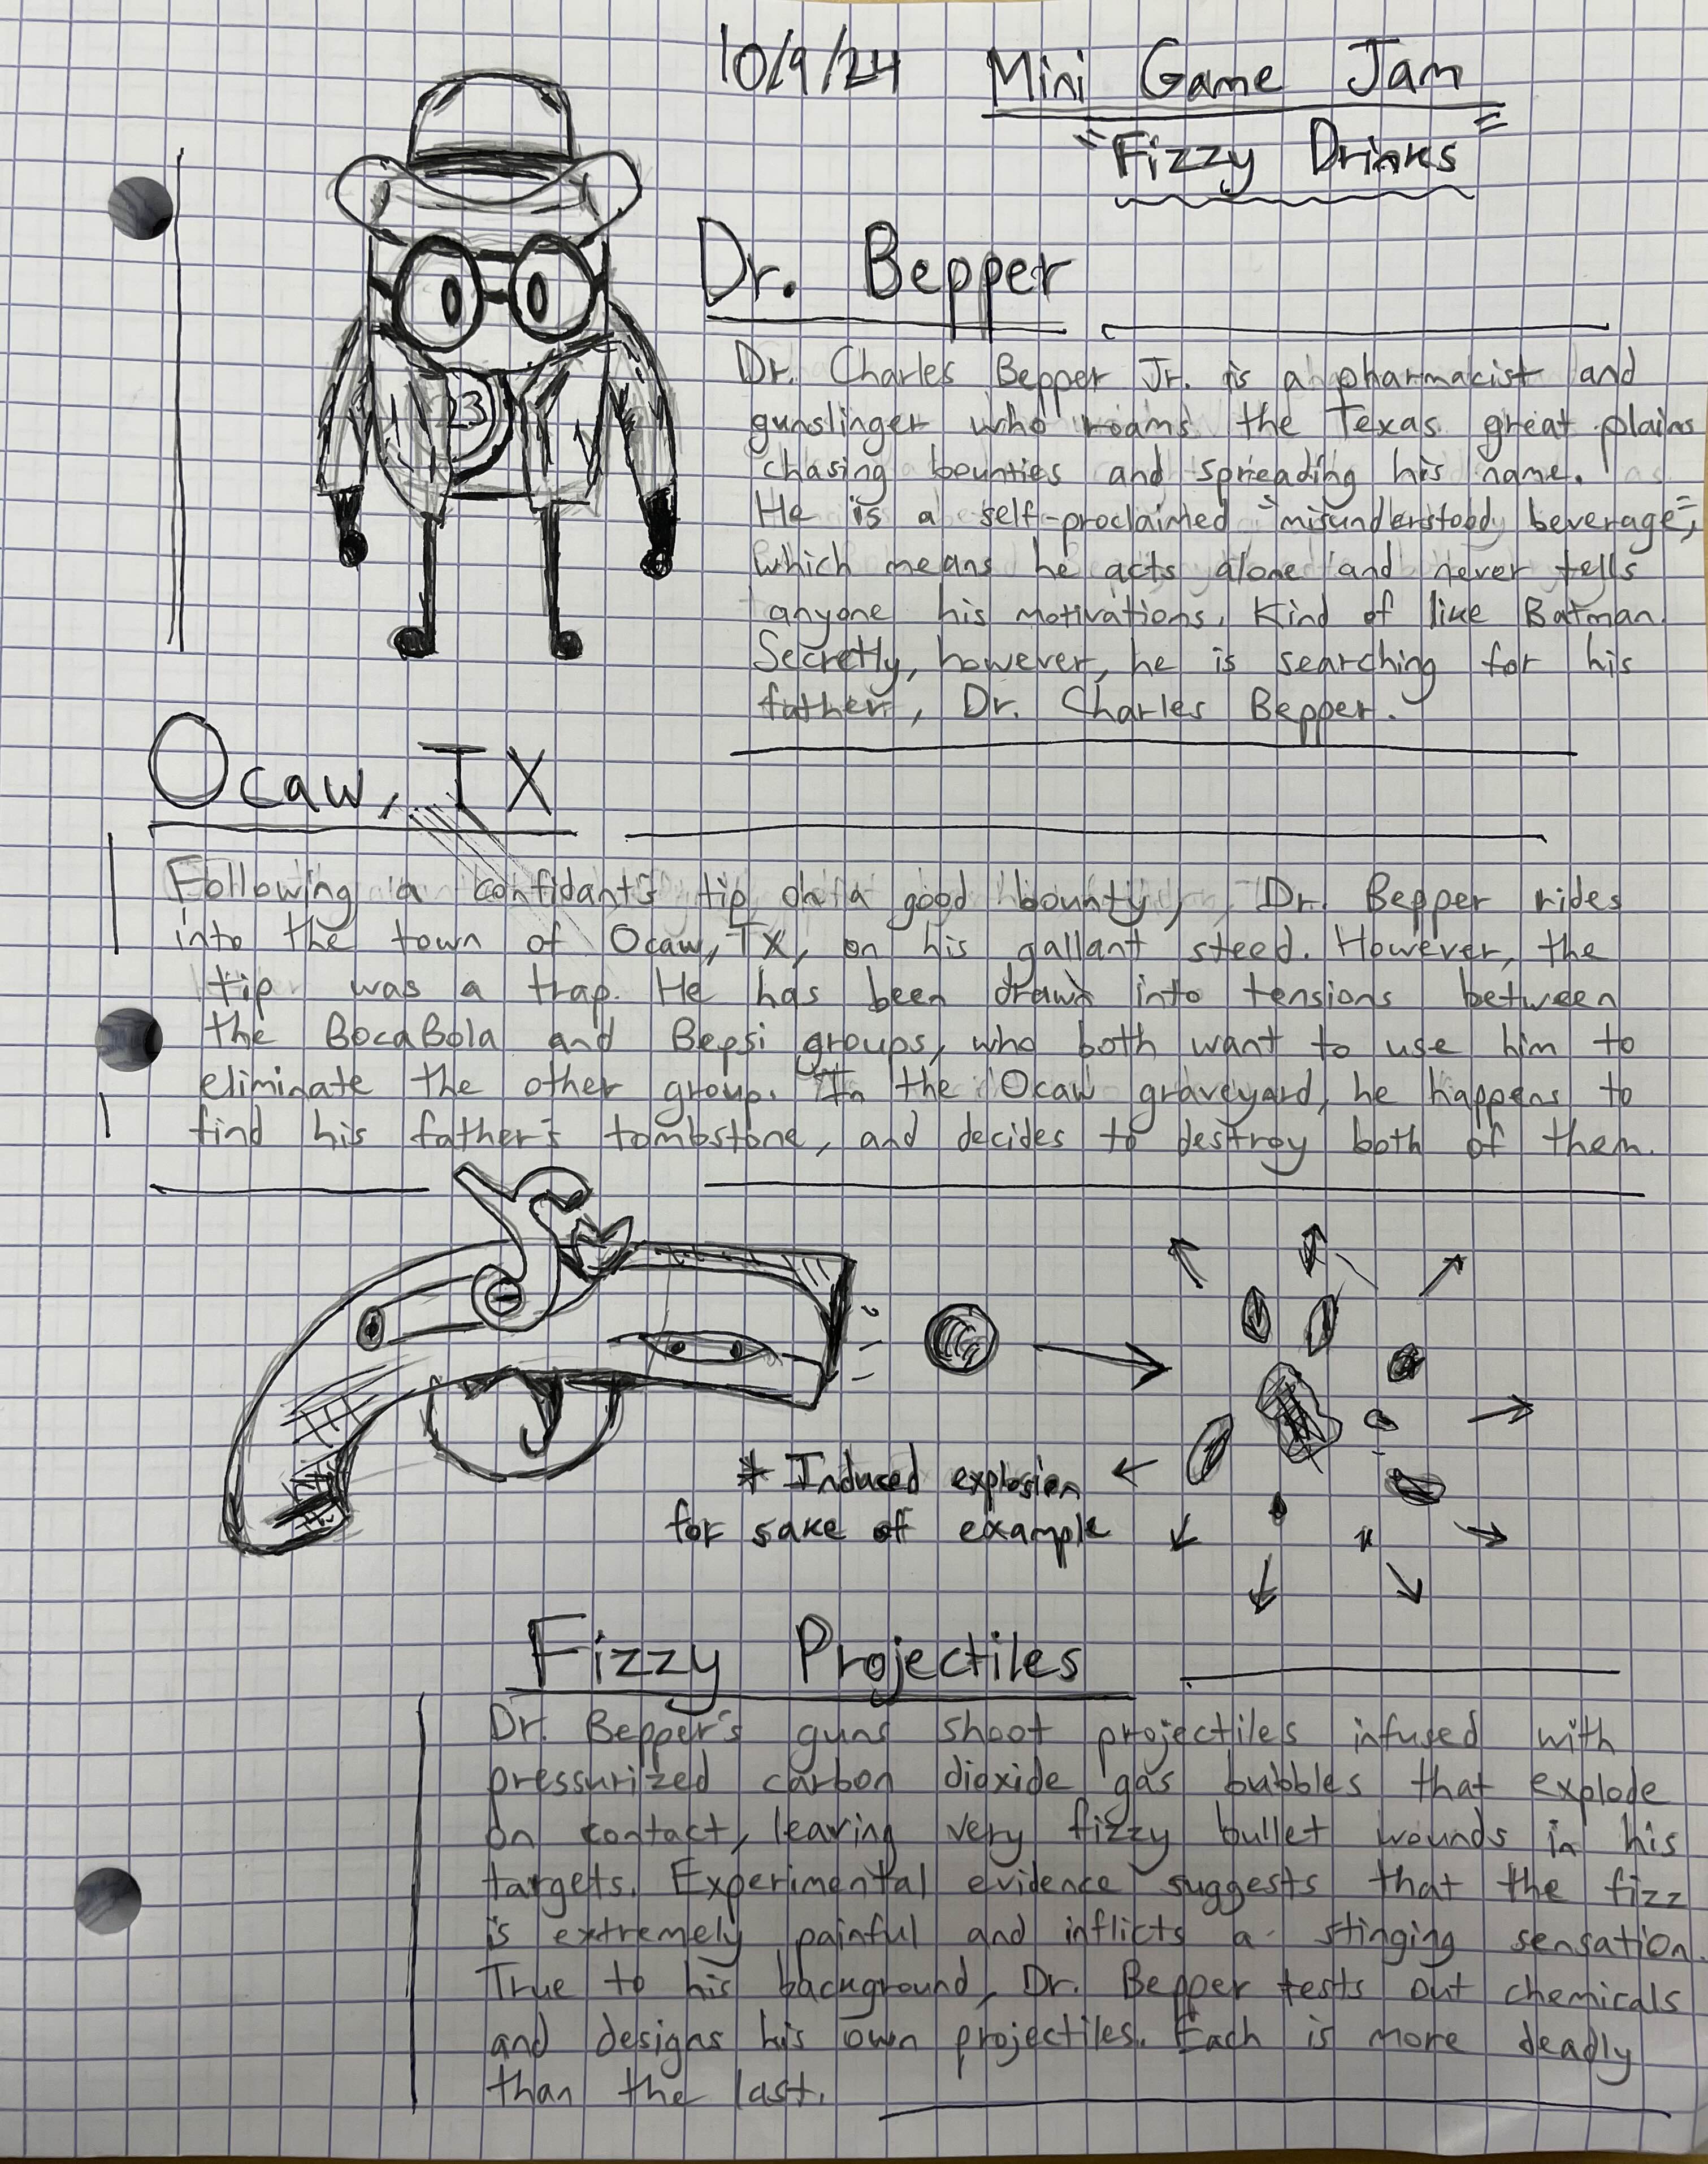 10/9/24 Mini Game Jam
"Fizzy Drinks"
Dr. Bepper
23
Dr. Charles Bepper Jr. is a pharmacist and
gunslinger who roams the Texas great plains
chasing bounties and spreading his name.
He is a self-proclaimed "misunderstood beverage",
which means he acts alone and never tells
anyone his motivations. Kind of like Batman.
Secretly, however, he is searching for his
father, Dr. Charles Bepper.
Ocaw, TX
Following a confidant's tip on a good bounty, Dr. Bepper rides
into the town of Ocaw, TX, on his gallant steed. However, the
tip was a trap. He has been drawn into tensions between
the BocaBola and Bepsi groups, who both want to use him to
eliminate the other group. In the Ocaw graveyard, he happens to
find his father's tombstone, and decides to destroy both of them.
* Induced explosion
for sake of example
Fizzy Projectiles
Dr. Bepper's guns shoot projectiles infused with
pressurized carbon dioxide gas bubbles that explode
on contact, leaving very fizzy bullet wounds in his
targets. Experimental evidence suggests that the fizz
is extremely painful and inflicts a stinging sensation.
True to his background, Dr. Bepper tests out chemicals
and designs his own projectiles. Each is more deadly
than the last.